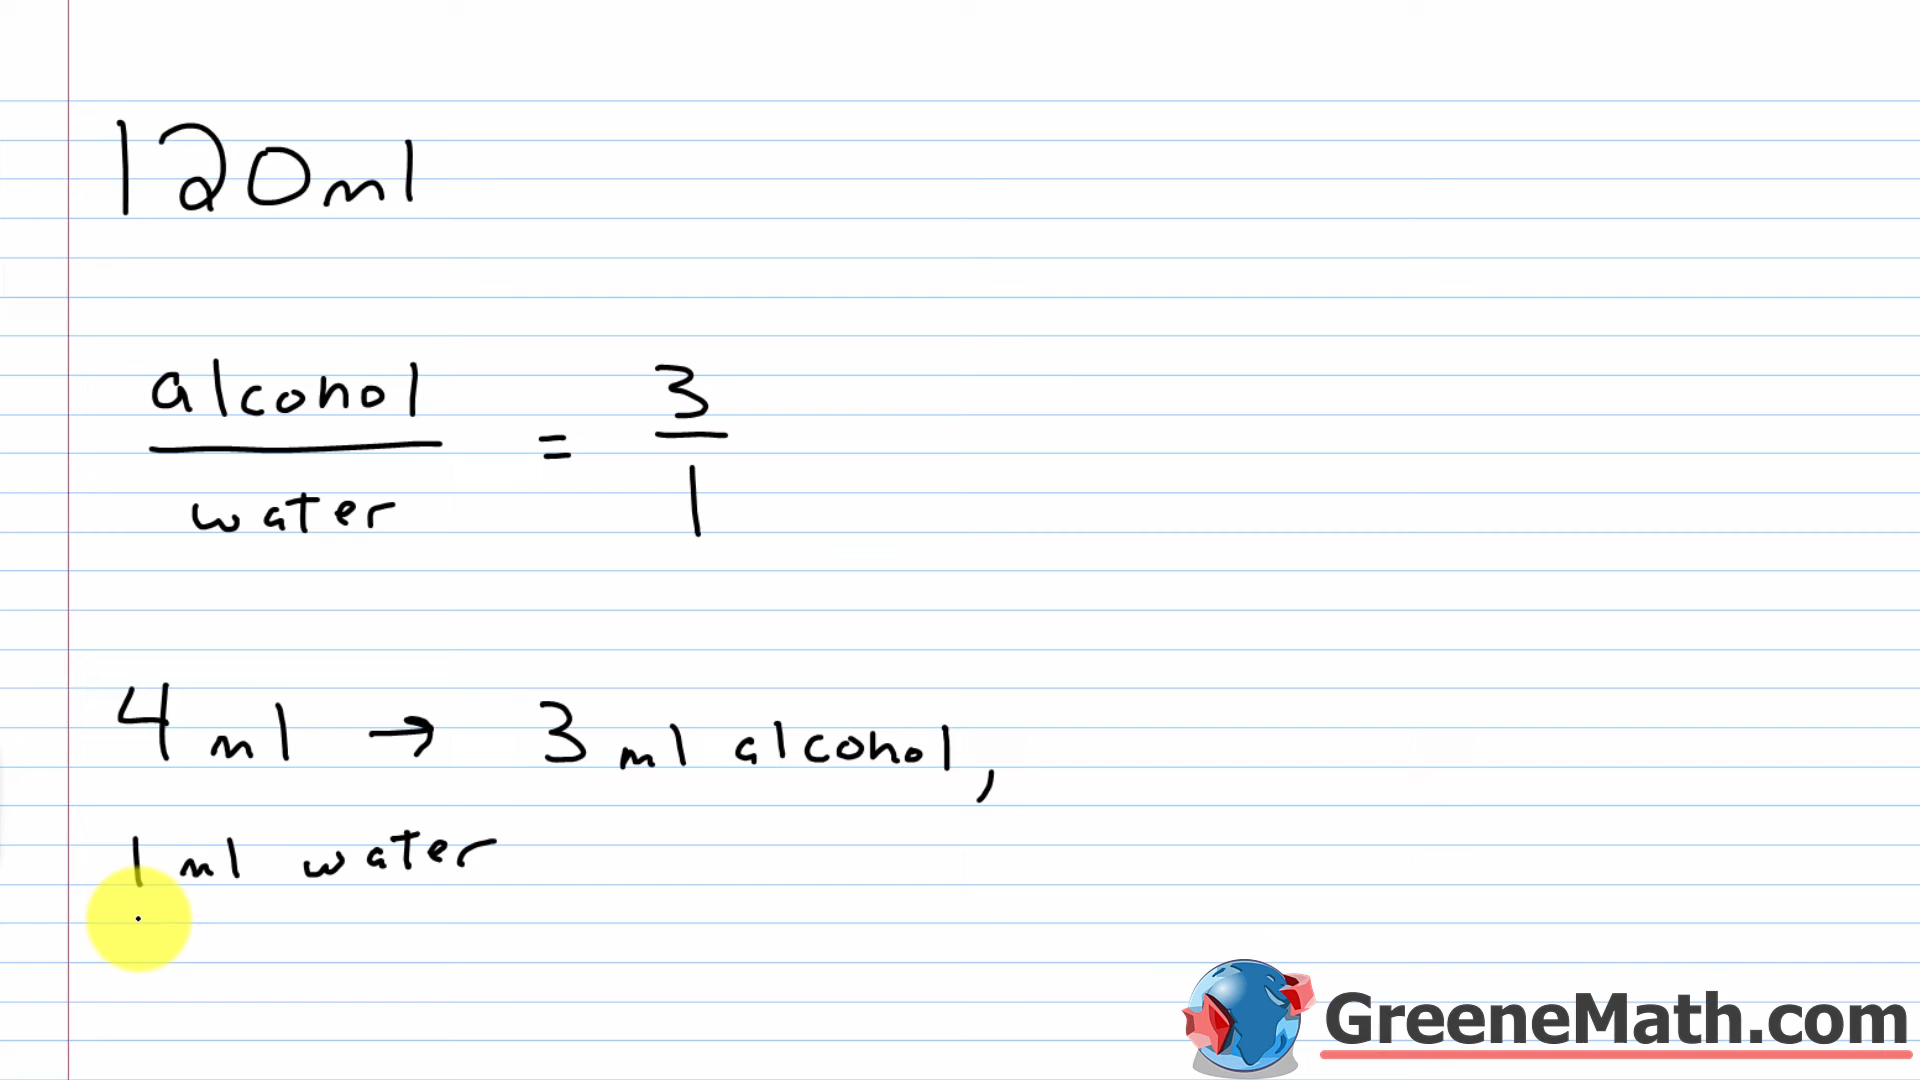 120ml
alcohol
water
=
3
1
4 ml → 3 ml alcohol,
1 ml water
GreeneMath.com